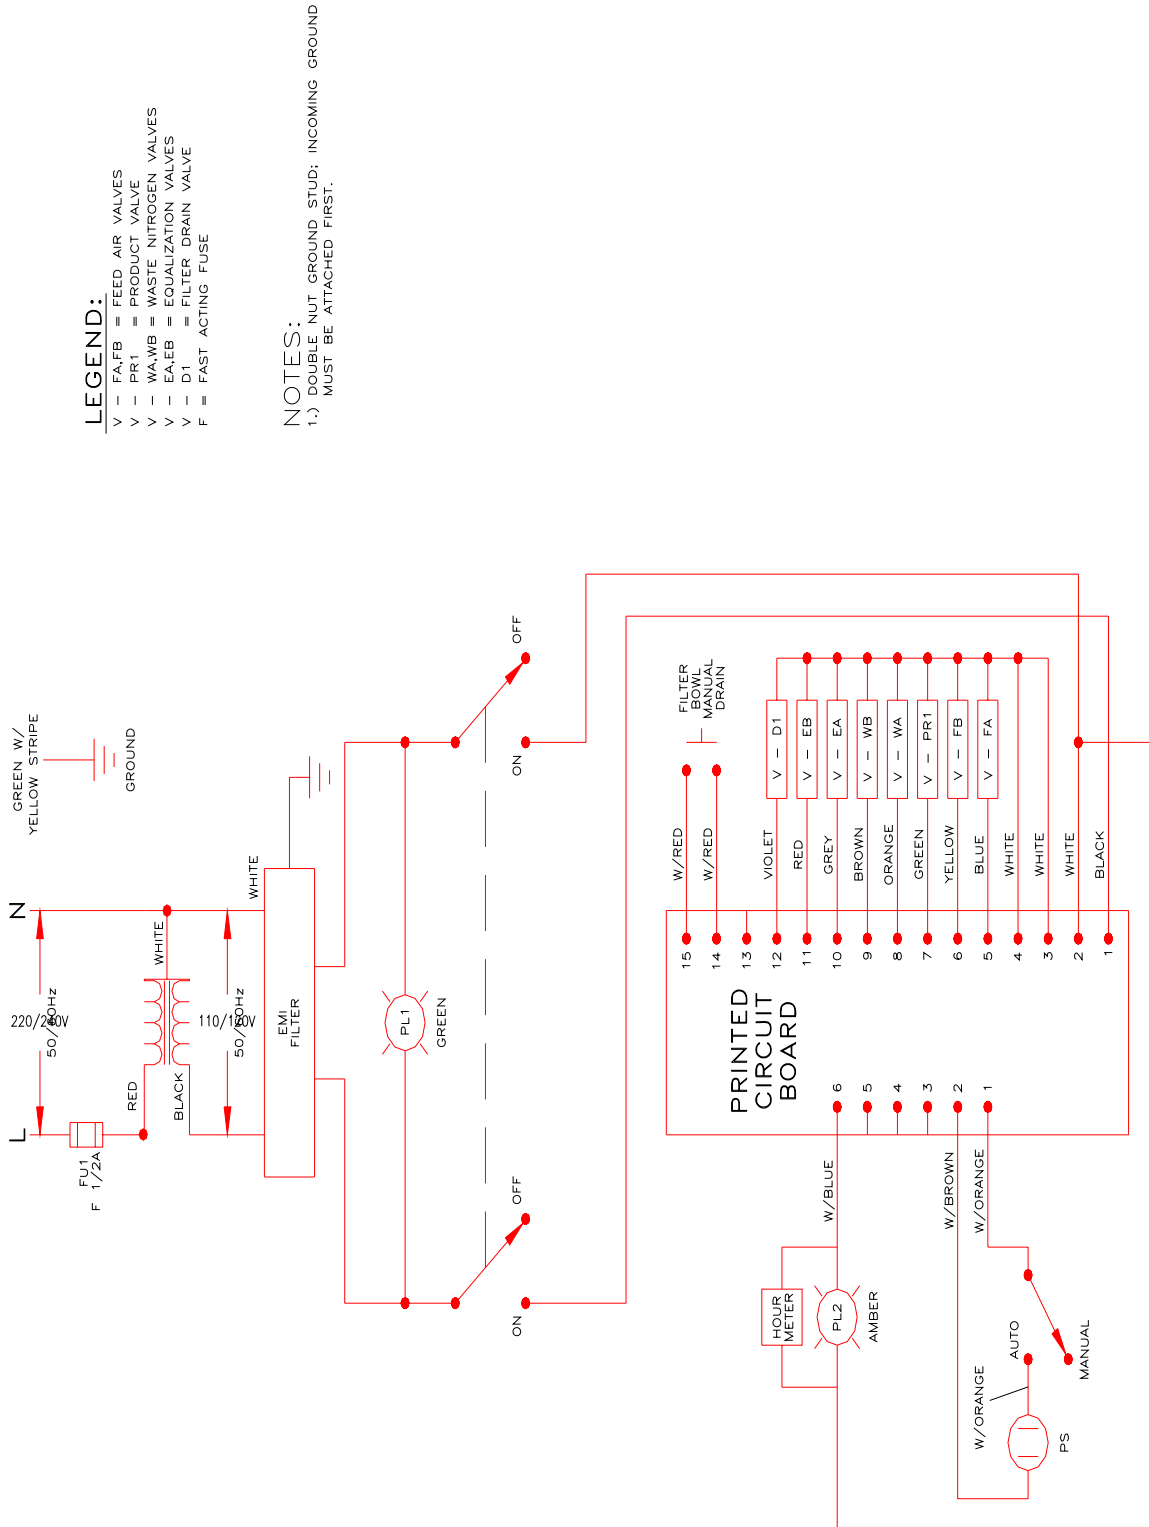 LEGEND:
V — FA,FB = FEED AIR VALVES
V — PR1 = PRODUCT VALVE
V — WA,WB = WASTE NITROGEN VALVES
V — EA,EB = EQUALIZATION VALVES
V — D1 = FILTER DRAIN VALVE
F = FAST ACTING FUSE
NOTES:
1.) DOUBLE NUT GROUND STUD; INCOMING GROUND
MUST BE ATTACHED FIRST.
GREEN W/
YELLOW STRIPE
GROUND
L
N
220/240V
50/60Hz
FU1
F 1/2A
RED
BLACK
WHITE
50/60Hz
WHITE
EMI
FILTER
PL1
GREEN
OFF
ON
OFF
ON
FILTER
BOWL
MANUAL
DRAIN
W/RED
W/RED
VIOLET
RED
GREY
BROWN
ORANGE
GREEN
YELLOW
BLUE
WHITE
WHITE
WHITE
BLACK
V — D1
V — EB
V — EA
V — WB
V — WA
V — PR1
V — FB
V — FA
15
14
13
12
11
10
9
8
7
6
5
4
3
2
1
PRINTED
CIRCUIT
BOARD
6
5
4
3
2
1
W/BLUE
W/BROWN
W/ORANGE
HOUR
METER
PL2
AMBER
AUTO
MANUAL
W/ORANGE
PS